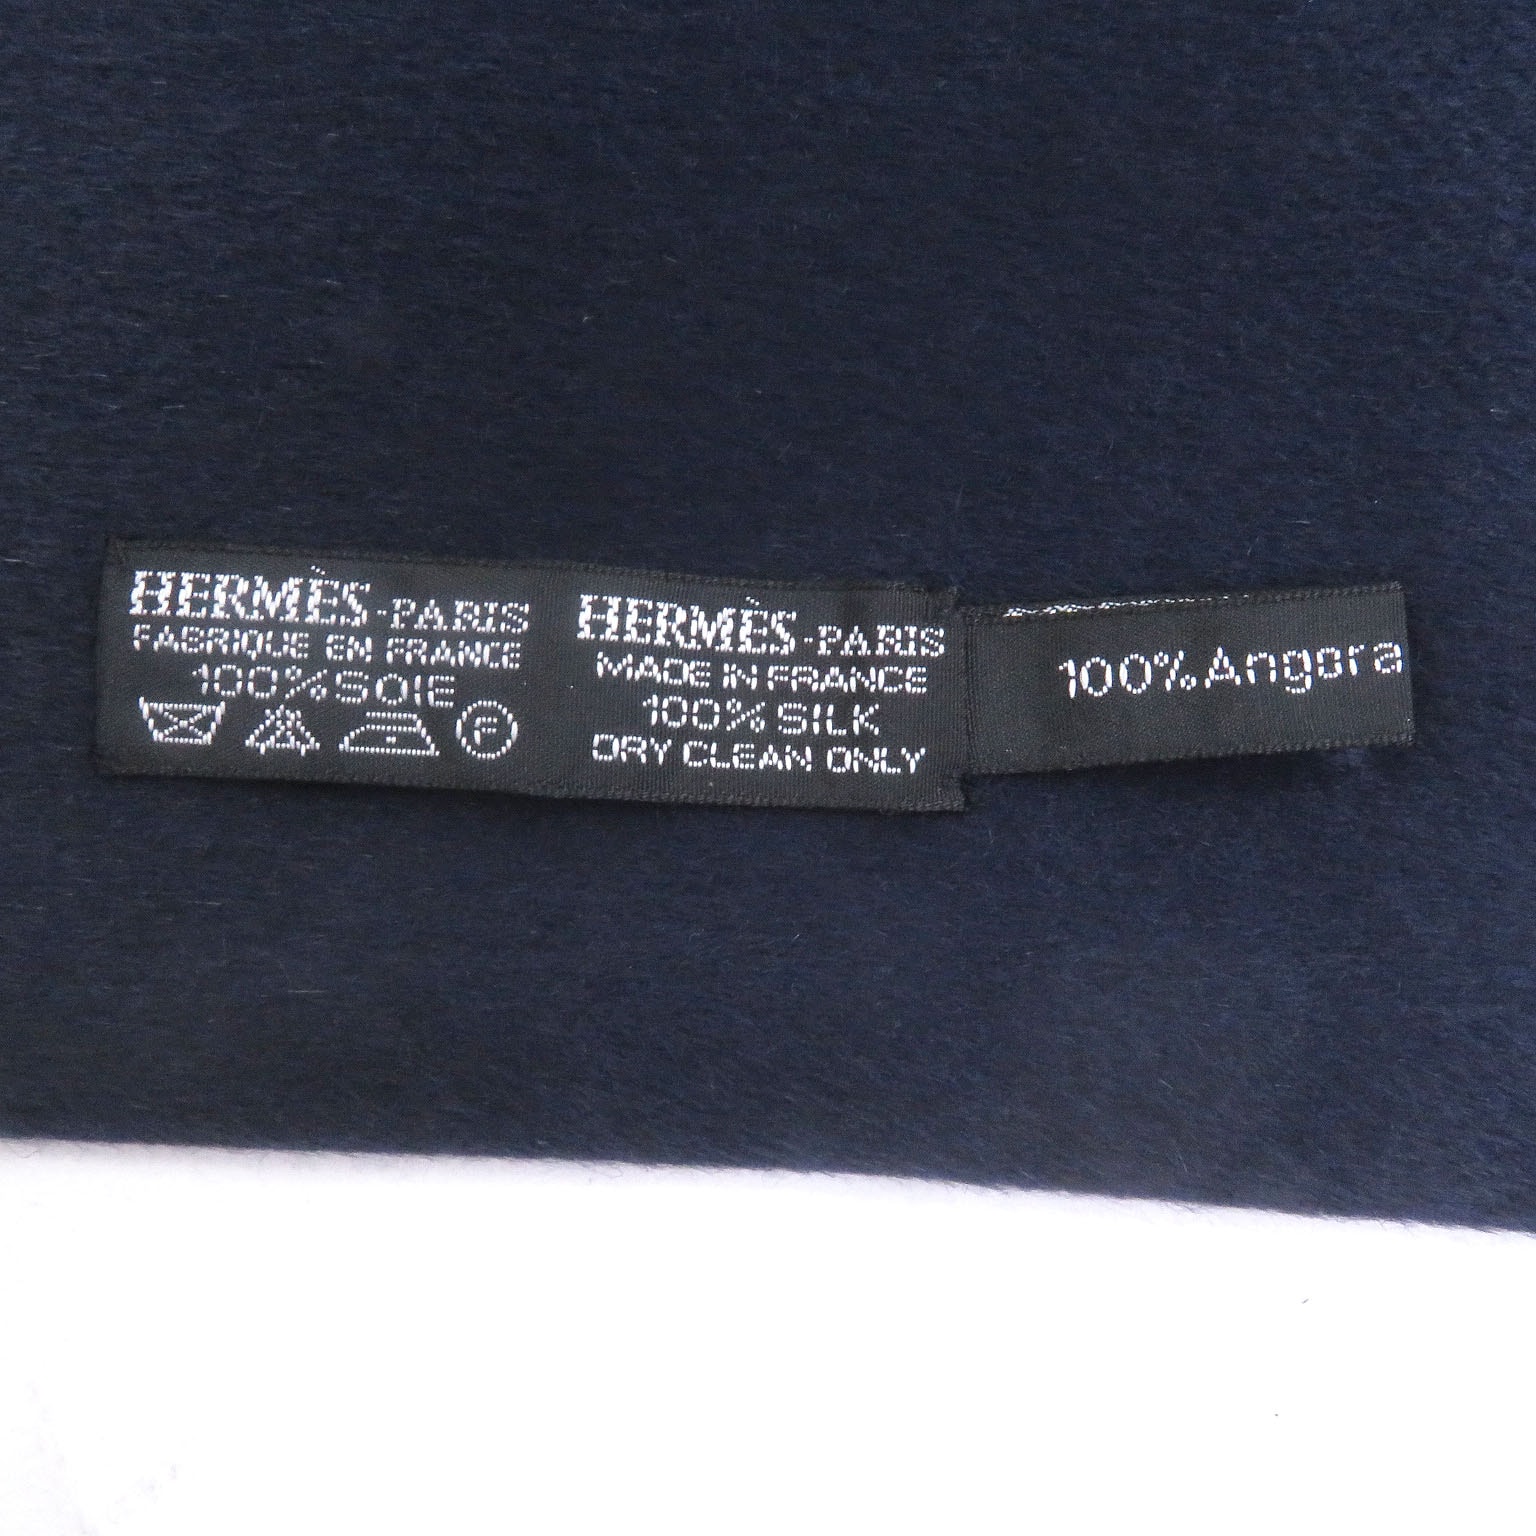 HERMÈS-PARIS
FABRIQUE EN FRANCE
100% SOIE
F
HERMÈS-PARIS
MADE IN FRANCE
100% SILK
DRY CLEAN ONLY
100% Angora